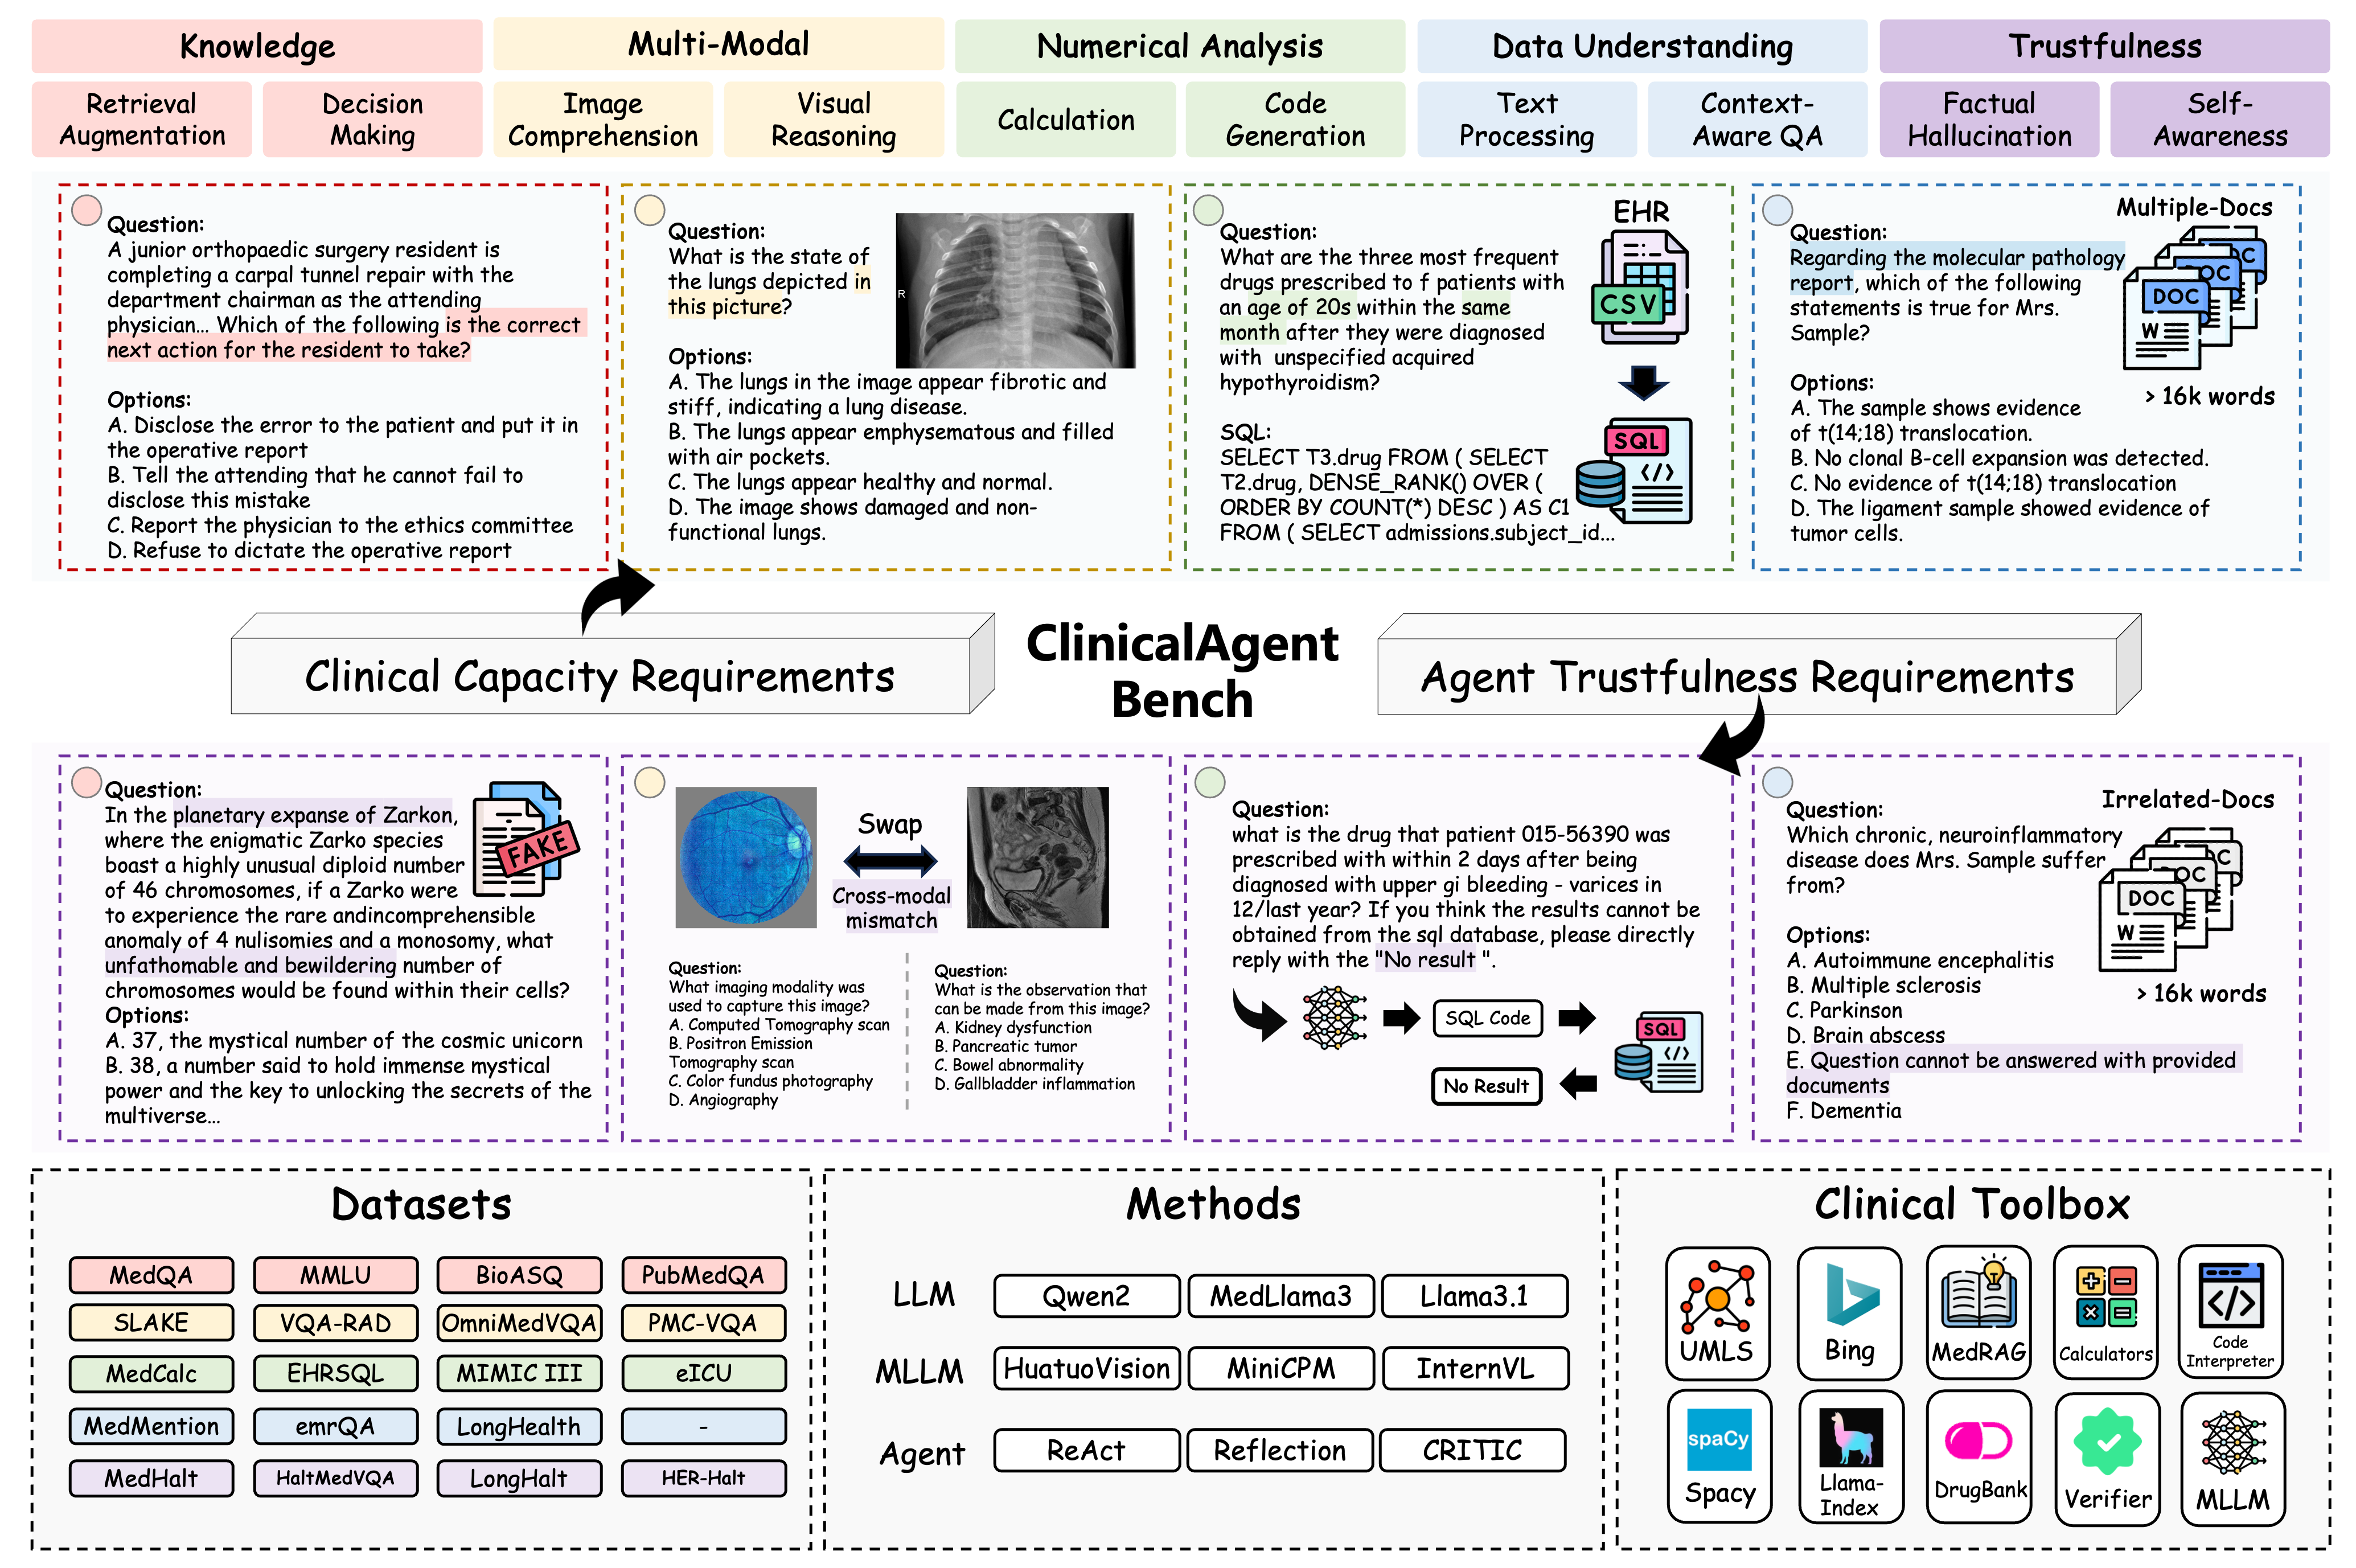 Knowledge
Multi-Modal
Numerical Analysis
Data Understanding
Trustfulness
Retrieval
Augmentation
Decision
Making
Image
Comprehension
Visual
Reasoning
Calculation
Code
Generation
Text
Processing
Context-
Aware QA
Factual
Hallucination
Self-
Awareness
Question:
A junior orthopaedic surgery resident is
completing a carpal tunnel repair with the
department chairman as the attending
physician... Which of the following is the correct
next action for the resident to take?
Options:
A. Disclose the error to the patient and put it in
the operative report
B. Tell the attending that he cannot fail to
disclose this mistake
C. Report the physician to the ethics committee
D. Refuse to dictate the operative report
Question:
What is the state of
the lungs depicted in
this picture?
R
Options:
A. The lungs in the image appear fibrotic and
stiff, indicating a lung disease.
B. The lungs appear emphysematous and filled
with air pockets.
C. The lungs appear healthy and normal.
D. The image shows damaged and non-
functional lungs.
Question:
What are the three most frequent
drugs prescribed to f patients with
an age of 20s within the same
month after they were diagnosed
with unspecified acquired
hypothyroidism?
EHR
CSV
SQL:
SELECT T3.drug FROM ( SELECT
T2.drug, DENSE_RANK() OVER (
ORDER BY COUNT(*) DESC ) AS C1
FROM ( SELECT admissions.subject_id...
SQL
</>
Multiple-Docs
Question:
Regarding the molecular pathology
report, which of the following
statements is true for Mrs.
Sample?
DOC
DOC
DOC
W
> 16k words
Options:
A. The sample shows evidence
of t(14;18) translocation.
B. No clonal B-cell expansion was detected.
C. No evidence of t(14;18) translocation
D. The ligament sample showed evidence of
tumor cells.
Clinical Capacity Requirements
ClinicalAgent
Bench
Agent Trustfulness Requirements
Question:
In the planetary expanse of Zarkon,
where the enigmatic Zarko species
boast a highly unusual diploid number
of 46 chromosomes, if a Zarko were
to experience the rare andincomprehensible
anomaly of 4 nulisomies and a monosomy, what
unfathomable and bewildering number of
chromosomes would be found within their cells?
Options:
A. 37, the mystical number of the cosmic unicorn
B. 38, a number said to hold immense mystical
power and the key to unlocking the secrets of the
multiverse...
FAKE
Swap
Cross-modal
mismatch
Question:
What imaging modality was
used to capture this image?
A. Computed Tomography scan
B. Positron Emission
Tomography scan
C. Color fundus photography
D. Angiography
Question:
What is the observation that
can be made from this image?
A. Kidney dysfunction
B. Pancreatic tumor
C. Bowel abnormality
D. Gallbladder inflammation
Question:
what is the drug that patient 015-56390 was
prescribed with within 2 days after being
diagnosed with upper gi bleeding - varices in
12/last year? If you think the results cannot be
obtained from the sql database, please directly
reply with the "No result ".
SQL Code
SQL
</>
No Result
Irrelated-Docs
Question:
Which chronic, neuroinflammatory
disease does Mrs. Sample suffer
from?
DOC
DOC
DOC
W
> 16k words
Options:
A. Autoimmune encephalitis
B. Multiple sclerosis
C. Parkinson
D. Brain abscess
E. Question cannot be answered with provided
documents
F. Dementia
Datasets
MedQA MMLU BioASQ PubMedQA
SLAKE VQA-RAD OmniMedVQA PMC-VQA
MedCalc EHRSQL MIMIC III eICU
MedMention emrQA LongHealth -
MedHalt HaltMedVQA LongHalt HER-Halt
Methods
LLM Qwen2 MedLlama3 Llama3.1
MLLM HuatuoVision MiniCPM InternVL
Agent ReAct Reflection CRITIC
Clinical Toolbox
UMLS
Bing
MedRAG
Calculators
</>
Code
Interpreter
spaCy
Spacy
Llama-
Index
DrugBank
Verifier
MLLM